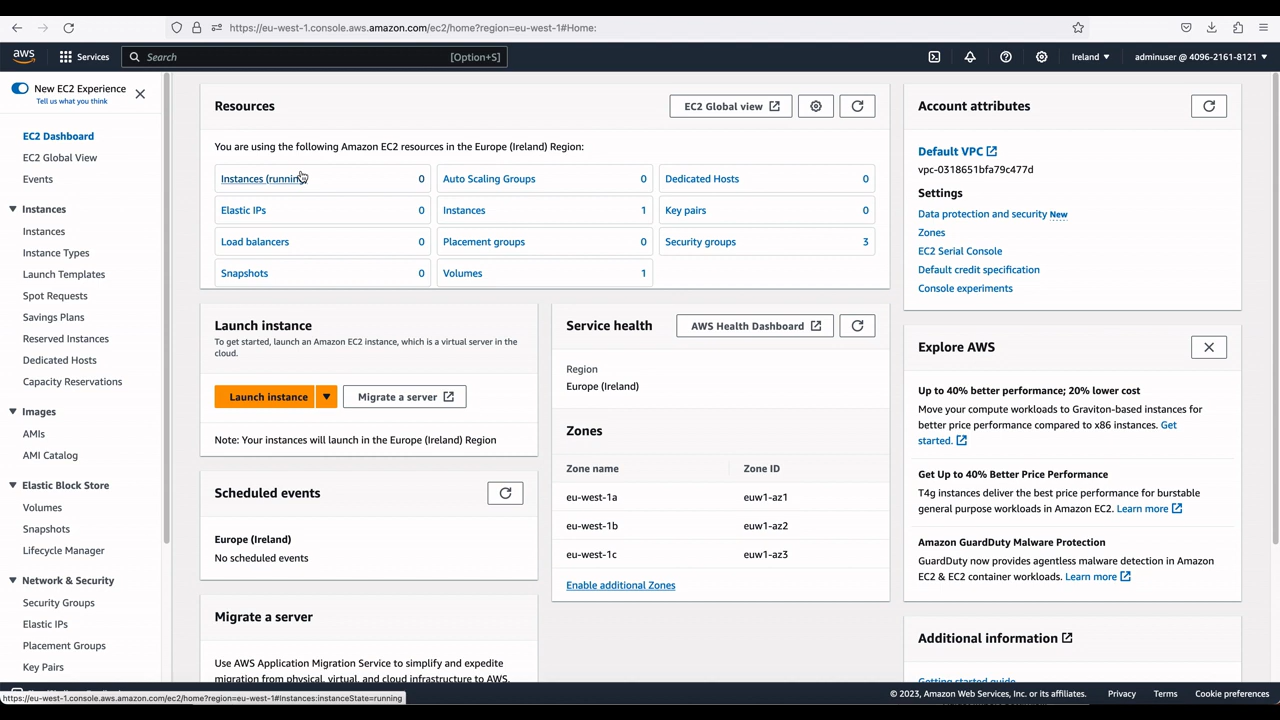 https://eu-west-1.console.aws.amazon.com/ec2/home?region=eu-west-1#Home:
aws
Services
Search
[Option+S]
Ireland ▼
adminuser @ 4096-2161-8121 ▼
New EC2 Experience
Tell us what you think
EC2 Dashboard
EC2 Global View
Events
Instances
Instances
Instance Types
Launch Templates
Spot Requests
Savings Plans
Reserved Instances
Dedicated Hosts
Capacity Reservations
Images
AMIs
AMI Catalog
Elastic Block Store
Volumes
Snapshots
Lifecycle Manager
Network & Security
Security Groups
Elastic IPs
Placement Groups
Key Pairs
Resources
EC2 Global view
You are using the following Amazon EC2 resources in the Europe (Ireland) Region:
Instances (running) 0
Auto Scaling Groups 0
Dedicated Hosts 0
Elastic IPs 0
Instances 1
Key pairs 0
Load balancers 0
Placement groups 0
Security groups 3
Snapshots 0
Volumes 1
Launch instance
To get started, launch an Amazon EC2 instance, which is a virtual server in the
cloud.
Launch instance
Migrate a server
Note: Your instances will launch in the Europe (Ireland) Region
Scheduled events
Europe (Ireland)
No scheduled events
Migrate a server
Use AWS Application Migration Service to simplify and expedite
migration from physical, virtual, and cloud infrastructure to AWS.
Service health
AWS Health Dashboard
Region
Europe (Ireland)
Zones
Zone name Zone ID
eu-west-1a euw1-az1
eu-west-1b euw1-az2
eu-west-1c euw1-az3
Enable additional Zones
Account attributes
Default VPC
vpc-0318651bfa79c477d
Settings
Data protection and security New
Zones
EC2 Serial Console
Default credit specification
Console experiments
Explore AWS
Up to 40% better performance; 20% lower cost
Move your compute workloads to Graviton-based instances for
better price performance compared to x86 instances. Get
started.
Get Up to 40% Better Price Performance
T4g instances deliver the best price performance for burstable
general purpose workloads in Amazon EC2. Learn more
Amazon GuardDuty Malware Protection
GuardDuty now provides agentless malware detection in Amazon
EC2 & EC2 container workloads. Learn more
Additional information
Getting started guide
https://eu-west-1.console.aws.amazon.com/ec2/home?region=eu-west-1#Instances:instanceState=running
© 2023, Amazon Web Services, Inc. or its affiliates.
Privacy
Terms
Cookie preferences